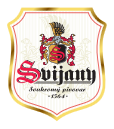 Svijany
Soukromý pivovar
• 1564 •